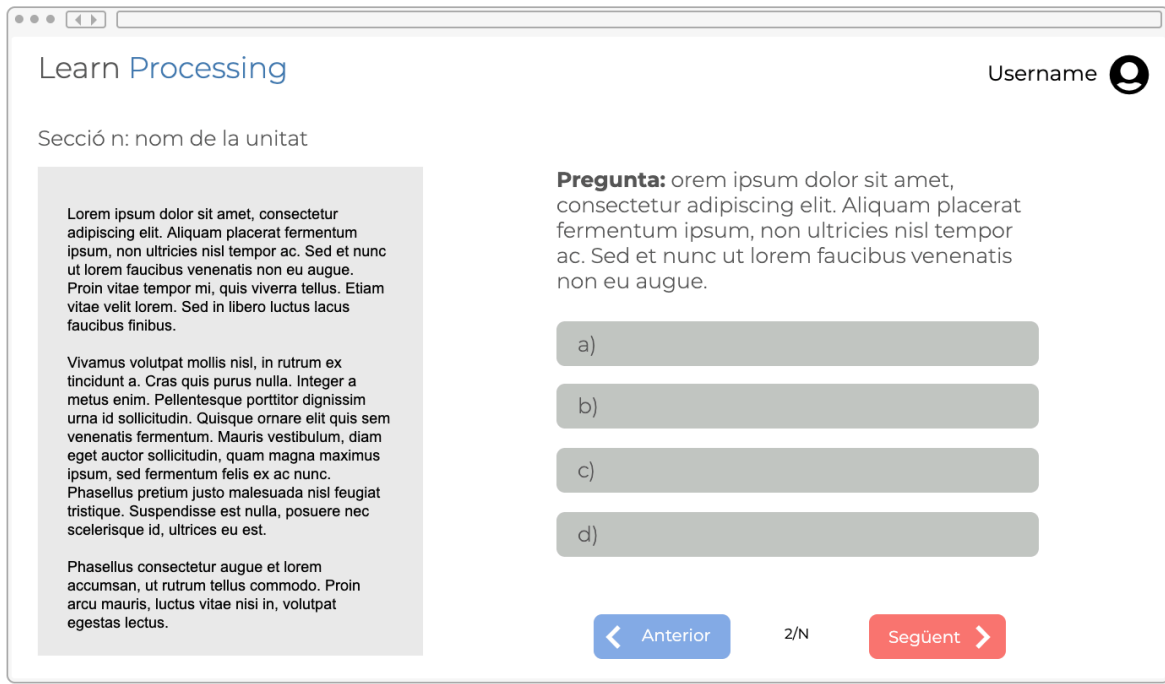 Learn Processing
Username
Secció n: nom de la unitat
Lorem ipsum dolor sit amet, consectetur
adipiscing elit. Aliquam placerat fermentum
ipsum, non ultricies nisl tempor ac. Sed et nunc
ut lorem faucibus venenatis non eu augue.
Proin vitae tempor mi, quis viverra tellus. Etiam
vitae velit lorem. Sed in libero luctus lacus
faucibus finibus.
Vivamus volutpat mollis nisl, in rutrum ex
tincidunt a. Cras quis purus nulla. Integer a
metus enim. Pellentesque porttitor dignissim
urna id sollicitudin. Quisque ornare elit quis sem
venenatis fermentum. Mauris vestibulum, diam
eget auctor sollicitudin, quam magna maximus
ipsum, sed fermentum felis ex ac nunc.
Phasellus pretium justo malesuada nisl feugiat
tristique. Suspendisse est nulla, posuere nec
scelerisque id, ultrices eu est.
Phasellus consectetur augue et lorem
accumsan, ut rutrum tellus commodo. Proin
arcu mauris, luctus vitae nisi in, volutpat
egestas lectus.
Pregunta: orem ipsum dolor sit amet,
consectetur adipiscing elit. Aliquam placerat
fermentum ipsum, non ultricies nisl tempor
ac. Sed et nunc ut lorem faucibus venenatis
non eu augue.
a)
b)
c)
d)
Anterior
2/N
Següent